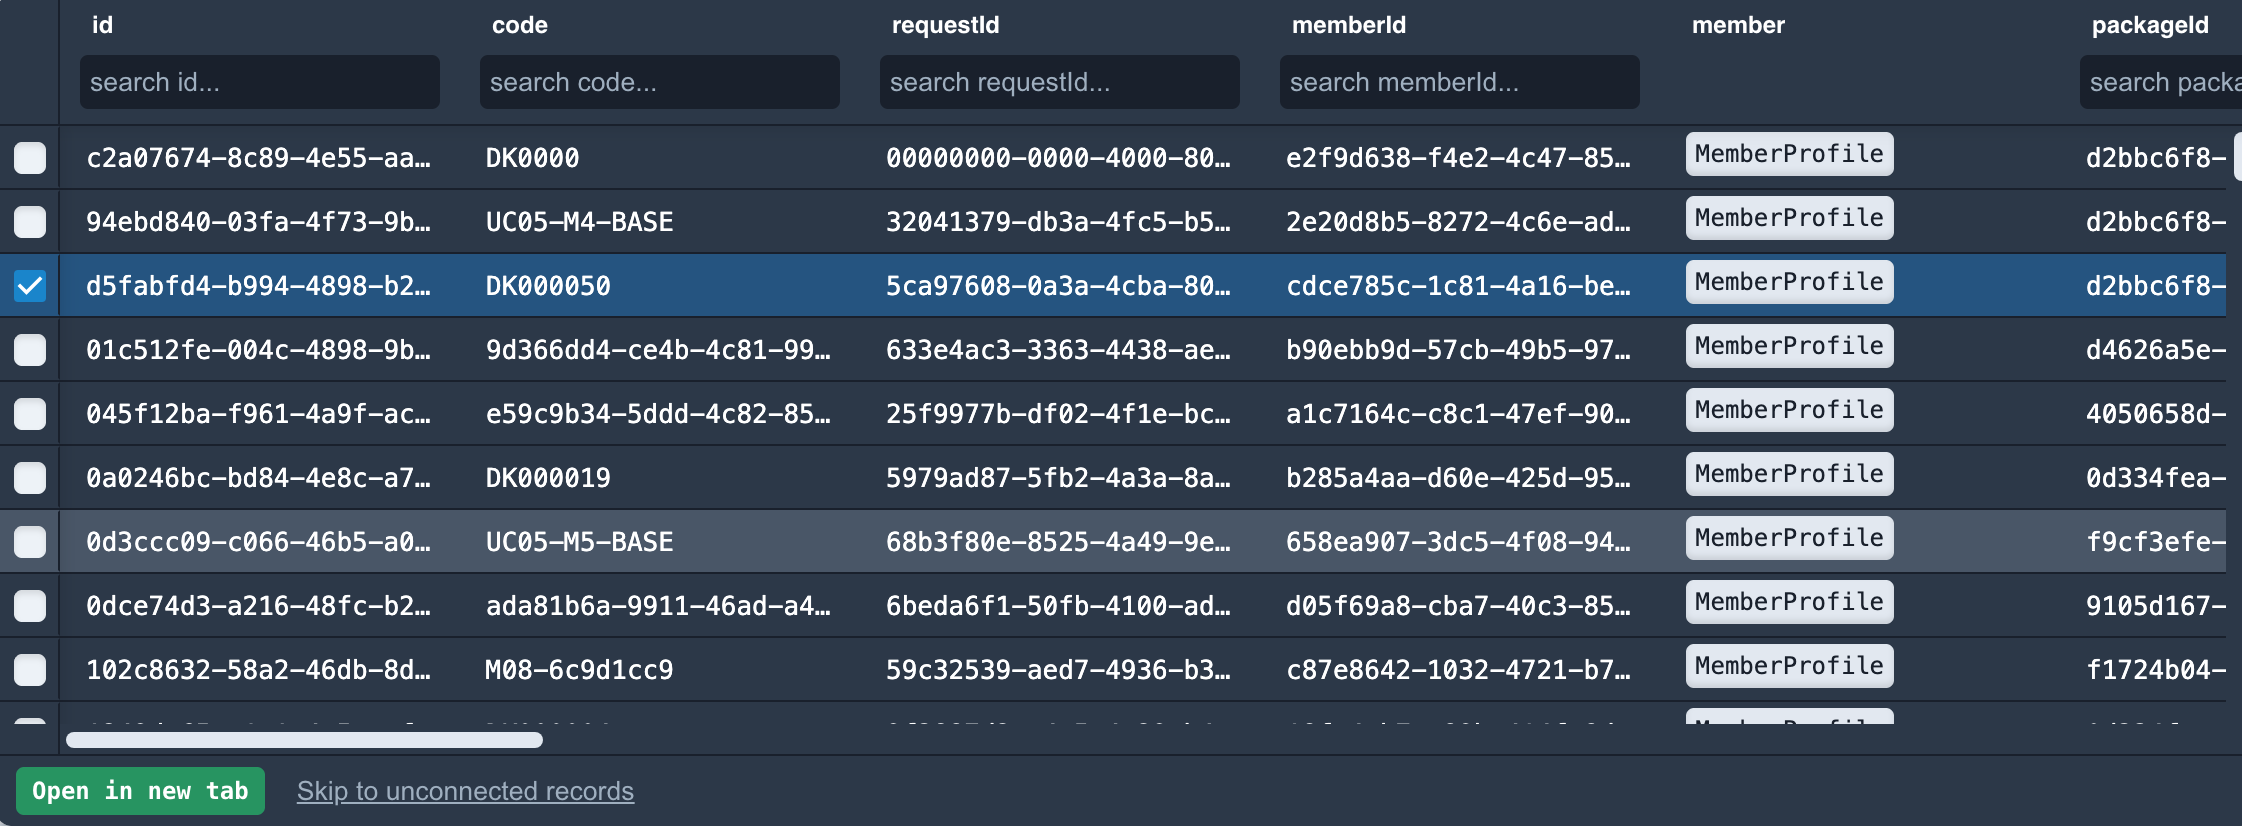 id code requestId memberId member packageId
search id... search code... search requestId... search memberId... search packa
c2a07674-8c89-4e55-aa… DK0000 00000000-0000-4000-80… e2f9d638-f4e2-4c47-85… MemberProfile d2bbc6f8-
94ebd840-03fa-4f73-9b… UC05-M4-BASE 32041379-db3a-4fc5-b5… 2e20d8b5-8272-4c6e-ad… MemberProfile d2bbc6f8-
d5fabfd4-b994-4898-b2… DK000050 5ca97608-0a3a-4cba-80… cdce785c-1c81-4a16-be… MemberProfile d2bbc6f8-
01c512fe-004c-4898-9b… 9d366dd4-ce4b-4c81-99… 633e4ac3-3363-4438-ae… b90ebb9d-57cb-49b5-97… MemberProfile d4626a5e-
045f12ba-f961-4a9f-ac… e59c9b34-5ddd-4c82-85… 25f9977b-df02-4f1e-bc… a1c7164c-c8c1-47ef-90… MemberProfile 4050658d-
0a0246bc-bd84-4e8c-a7… DK000019 5979ad87-5fb2-4a3a-8a… b285a4aa-d60e-425d-95… MemberProfile 0d334fea-
0d3ccc09-c066-46b5-a0… UC05-M5-BASE 68b3f80e-8525-4a49-9e… 658ea907-3dc5-4f08-94… MemberProfile f9cf3efe-
0dce74d3-a216-48fc-b2… ada81b6a-9911-46ad-a4… 6beda6f1-50fb-4100-ad… d05f69a8-cba7-40c3-85… MemberProfile 9105d167-
102c8632-58a2-46db-8d… M08-6c9d1cc9 59c32539-aed7-4936-b3… c87e8642-1032-4721-b7… MemberProfile f1724b04-
Open in new tab Skip to unconnected records